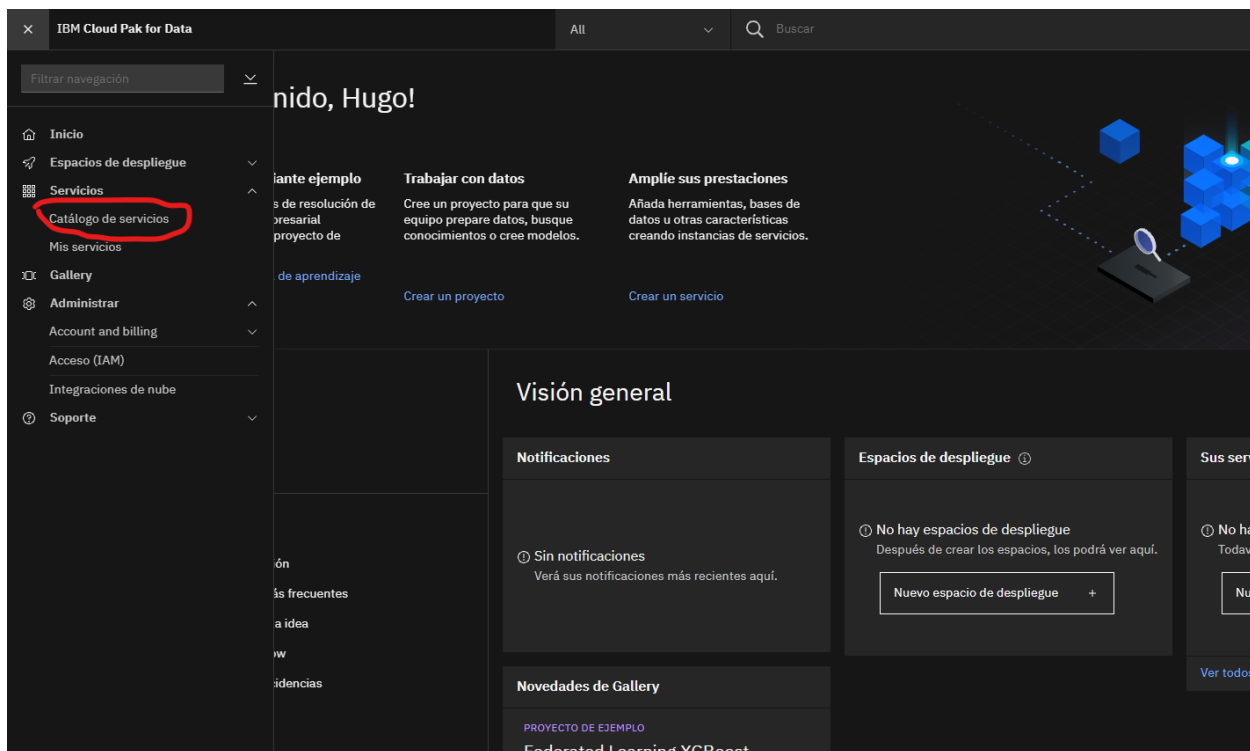 IBM Cloud Pak for Data
All
Buscar
Filtrar navegación
Inicio
Espacios de despliegue
Servicios
Catálogo de servicios
Mis servicios
Gallery
Administrar
Account and billing
Acceso (IAM)
Integraciones de nube
Soporte
nido, Hugo!
iante ejemplo
s de resolución de
presarial
proyecto de
de aprendizaje
Trabajar con datos
Cree un proyecto para que su
equipo prepare datos, busque
conocimientos o cree modelos.
Crear un proyecto
Amplíe sus prestaciones
Añada herramientas, bases de
datos u otras características
creando instancias de servicios.
Crear un servicio
ón
ás frecuentes
a idea
ow
cidencias
Visión general
Notificaciones
Sin notificaciones
Verá sus notificaciones más recientes aquí.
Espacios de despliegue
No hay espacios de despliegue
Después de crear los espacios, los podrá ver aquí.
Nuevo espacio de despliegue +
Sus serv
No ha
Todav
Nu
Ver todos
Novedades de Gallery
PROYECTO DE EJEMPLO
Federated Learning XGBoost